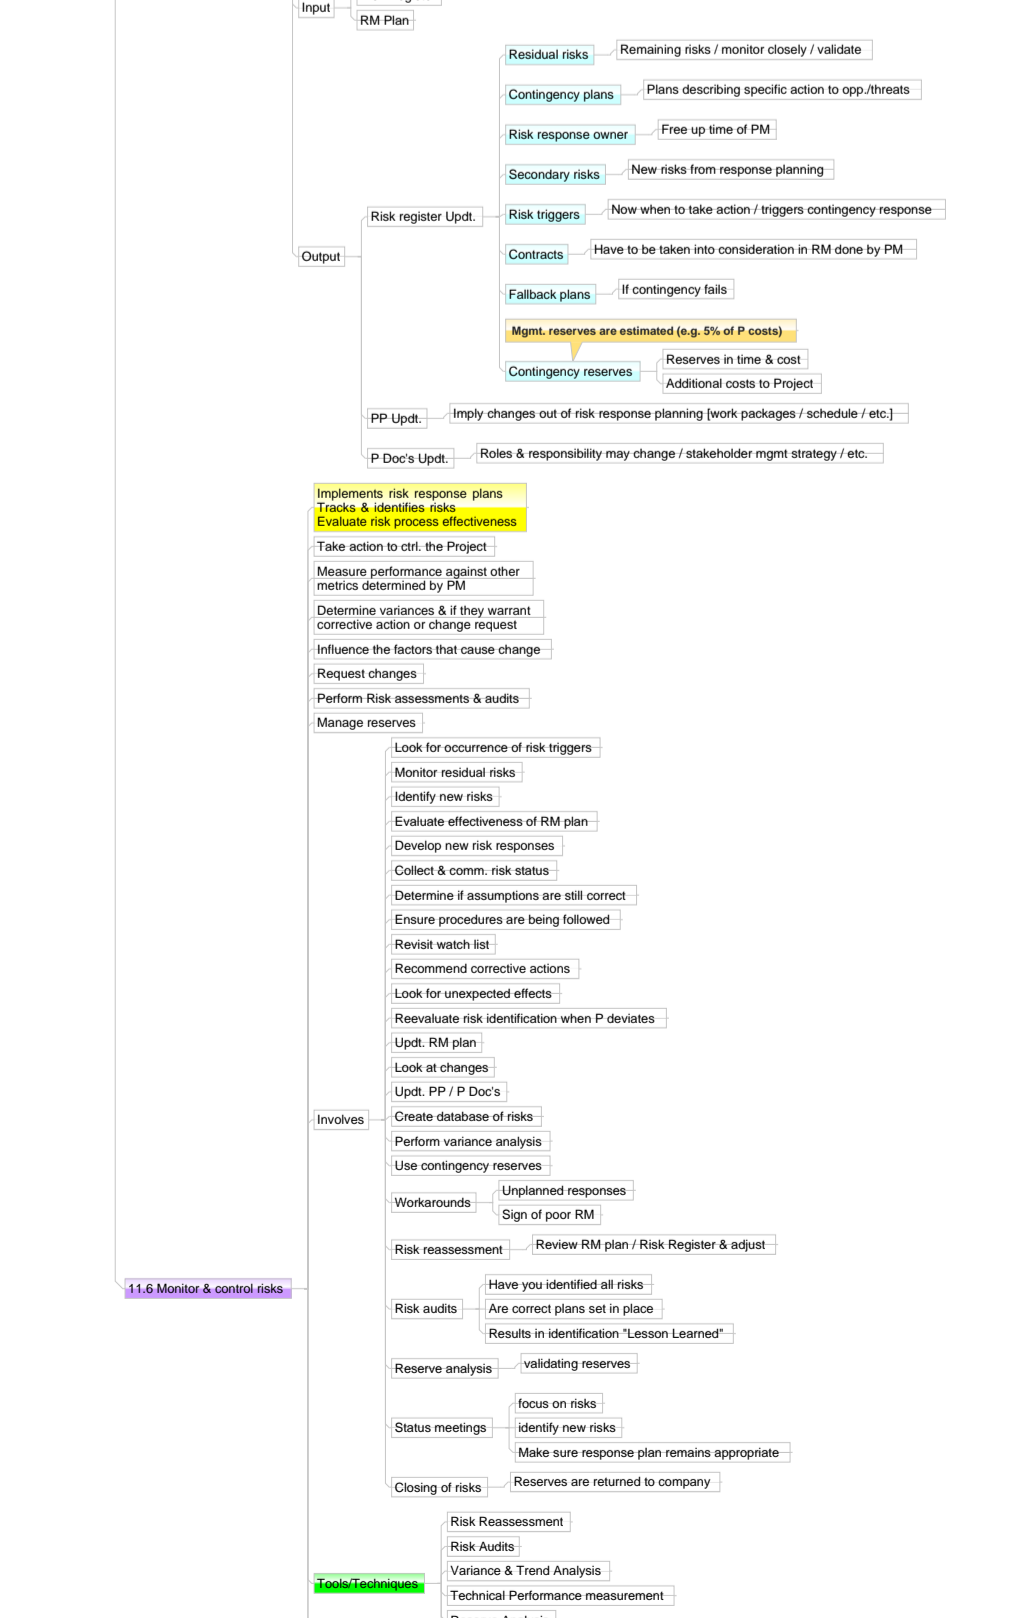 Input
RM Plan
Residual risks
Remaining risks / monitor closely / validate
Contingency plans
Plans describing specific action to opp./threats
Risk response owner
Free up time of PM
Secondary risks
New risks from response planning
Risk register Updt.
Risk triggers
Now when to take action / triggers contingency response
Contracts
Have to be taken into consideration in RM done by PM
Output
Fallback plans
If contingency fails
Mgmt. reserves are estimated (e.g. 5% of P costs)
Contingency reserves
Reserves in time & cost
Additional costs to Project
PP Updt.
Imply changes out of risk response planning [work packages / schedule / etc.]
P Doc's Updt.
Roles & responsibility may change / stakeholder mgmt strategy / etc.
Implements risk response plans
Tracks & identifies risks
Evaluate risk process effectiveness
Take action to ctrl. the Project
Measure performance against other
metrics determined by PM
Determine variances & if they warrant
corrective action or change request
Influence the factors that cause change
Request changes
Perform Risk assessments & audits
Manage reserves
Look for occurrence of risk triggers
Monitor residual risks
Identify new risks
Evaluate effectiveness of RM plan
Develop new risk responses
Collect & comm. risk status
Determine if assumptions are still correct
Ensure procedures are being followed
Revisit watch list
Recommend corrective actions
Look for unexpected effects
Reevaluate risk identification when P deviates
Updt. RM plan
Look at changes
Updt. PP / P Doc's
Involves
Create database of risks
Perform variance analysis
Use contingency reserves
Workarounds
Unplanned responses
Sign of poor RM
Risk reassessment
Review RM plan / Risk Register & adjust
11.6 Monitor & control risks
Risk audits
Have you identified all risks
Are correct plans set in place
Results in identification "Lesson Learned"
Reserve analysis
validating reserves
Status meetings
focus on risks
identify new risks
Make sure response plan remains appropriate
Closing of risks
Reserves are returned to company
Tools/Techniques
Risk Reassessment
Risk Audits
Variance & Trend Analysis
Technical Performance measurement